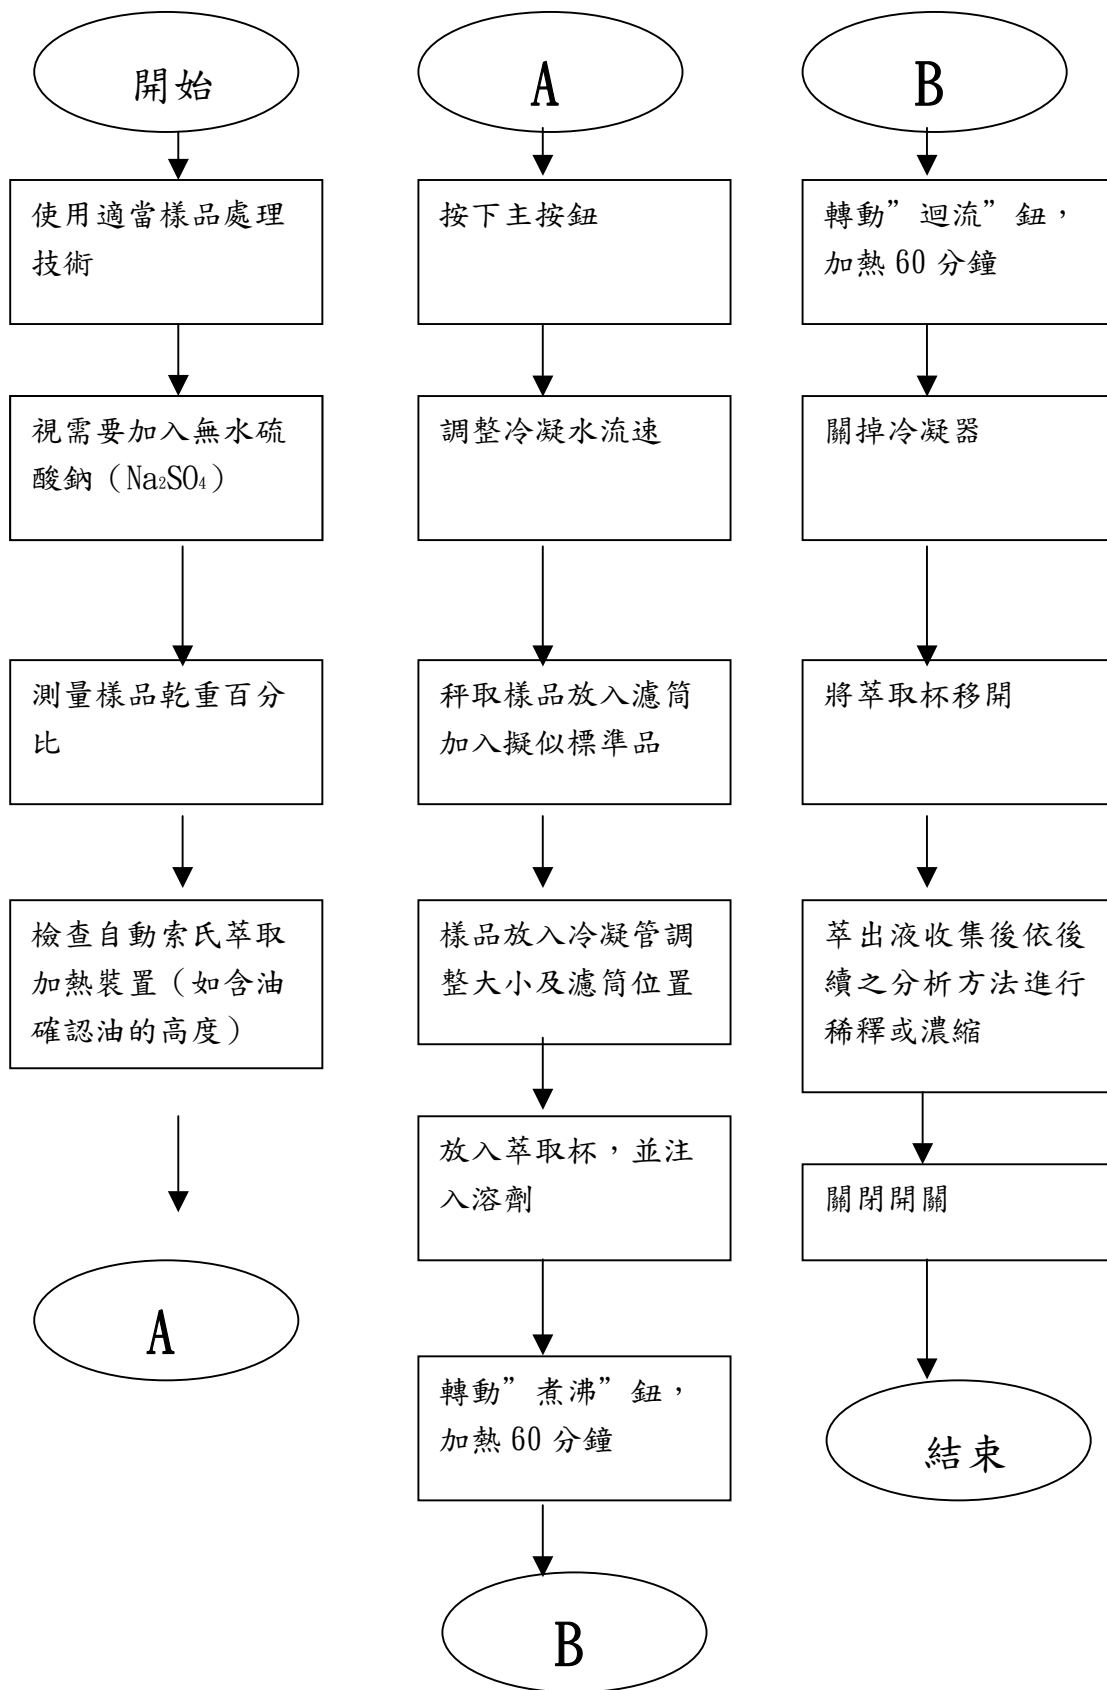 開始
使用適當樣品處理
技術
視需要加入無水硫
酸鈉（Na₂SO₄）
測量樣品乾重百分
比
檢查自動索氏萃取
加熱裝置（如含油
確認油的高度）
A
A
按下主按鈕
調整冷凝水流速
秤取樣品放入濾筒
加入擬似標準品
樣品放入冷凝管調
整大小及濾筒位置
放入萃取杯，並注
入溶劑
轉動”煮沸”鈕，
加熱 60 分鐘
B
B
轉動”迴流”鈕，
加熱 60 分鐘
關掉冷凝器
將萃取杯移開
萃出液收集後依後
續之分析方法進行
稀釋或濃縮
關閉開關
結束